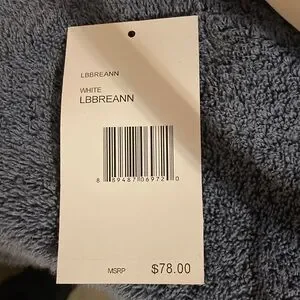 LBBREANN
WHITE
LBBREANN
8 89487 06972 0
MSRP $78.00